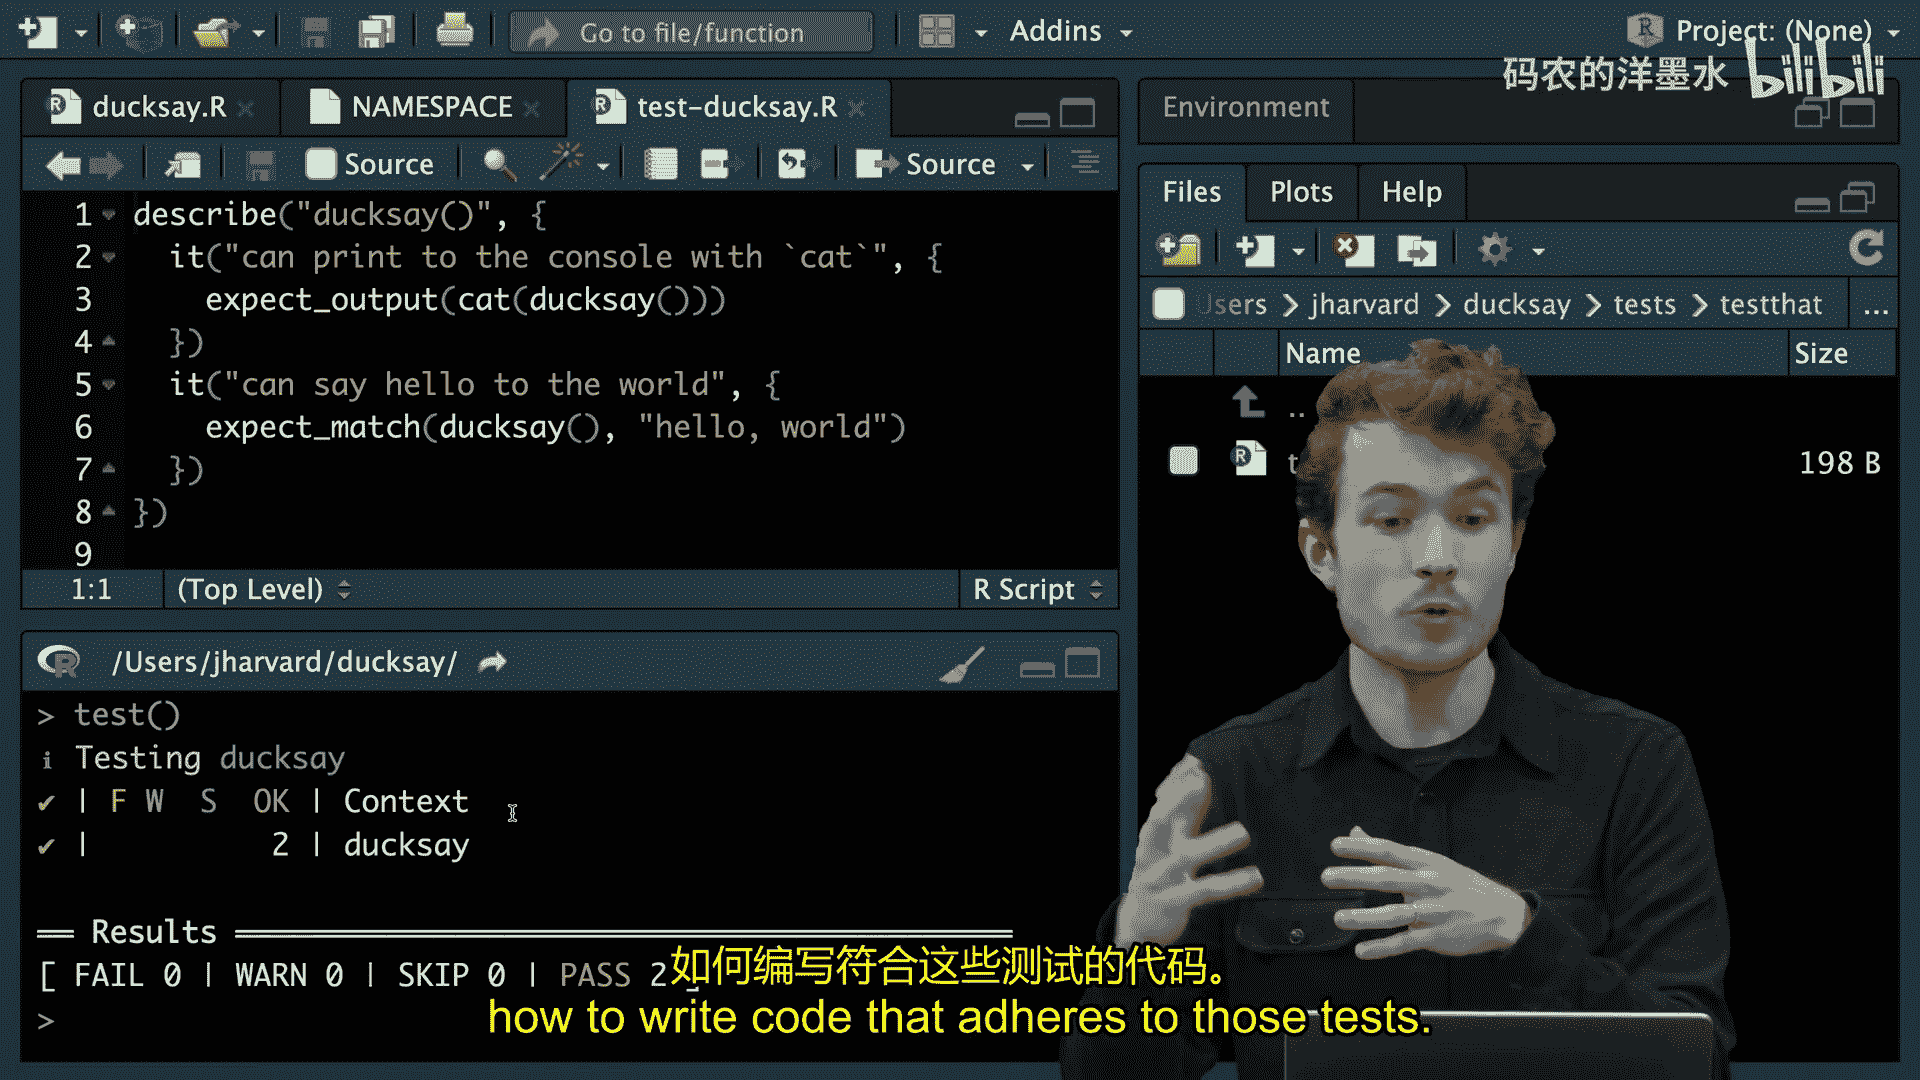 Go to file/function
Addins
Project: (None)
码农的洋墨水 bilibili
ducksay.R
NAMESPACE
test-ducksay.R
Source
Source
1 describe("ducksay()", {
2 it("can print to the console with `cat`", {
3 expect_output(cat(ducksay()))
4 })
5 it("can say hello to the world", {
6 expect_match(ducksay(), "hello, world")
7 })
8 })
9
1:1 (Top Level) R Script
/Users/jharvard/ducksay/
> test()
i Testing ducksay
✔ | F W S OK | Context
✔ | 2 | ducksay
══ Results ═══════════════════════
[ FAIL 0 | WARN 0 | SKIP 0 | PASS 2 ]
>
Environment
Files Plots Help
Users > jharvard > ducksay > tests > testthat ...
Name Size
..
198 B
如何编写符合这些测试的代码。
how to write code that adheres to those tests.